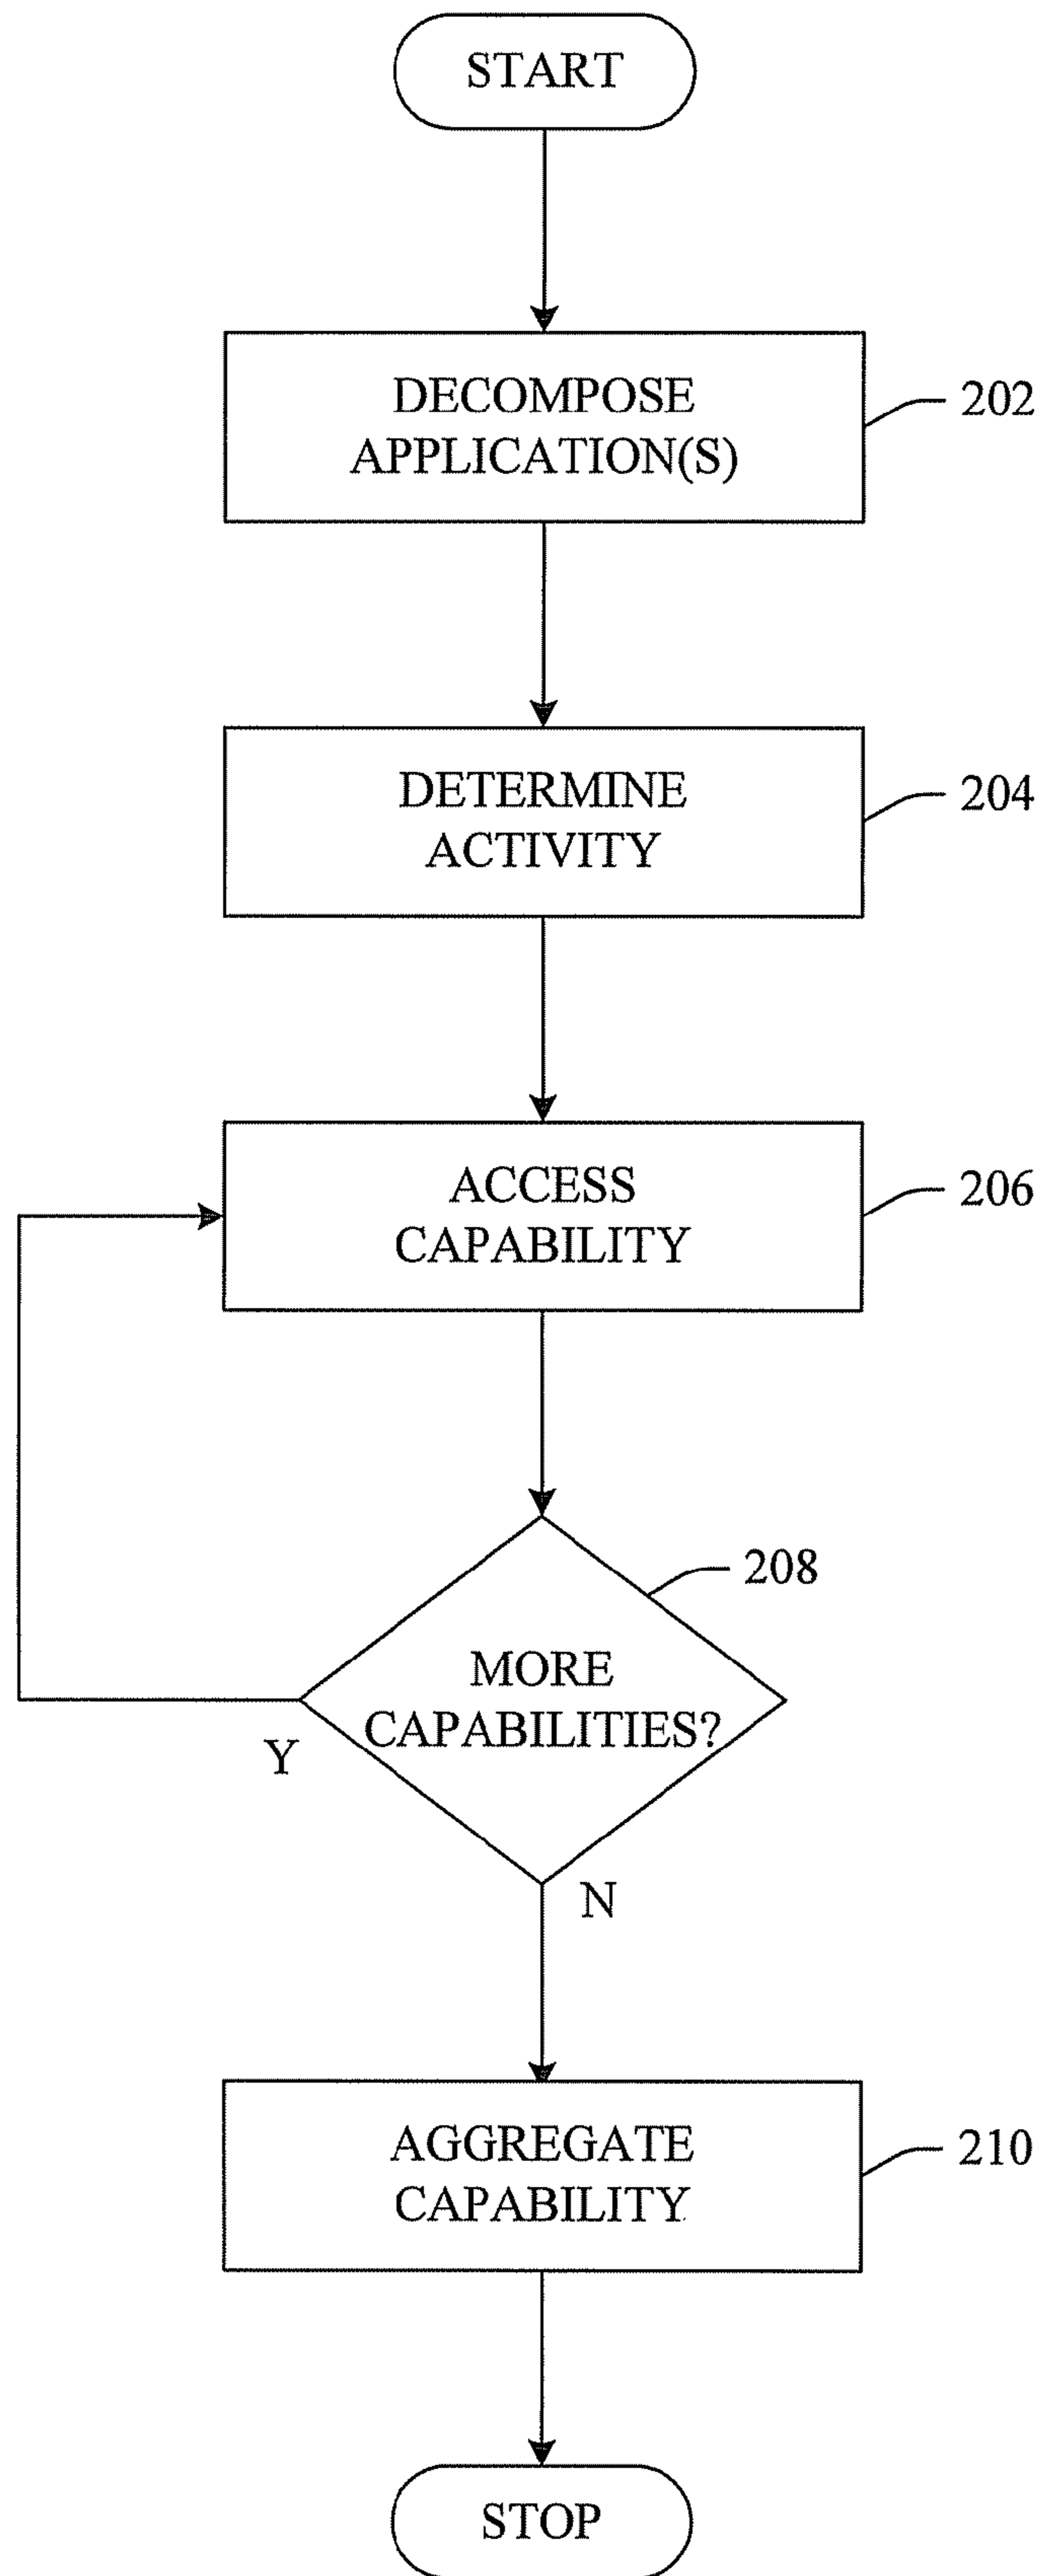 START
DECOMPOSE
APPLICATION(S)
202
DETERMINE
ACTIVITY
204
ACCESS
CAPABILITY
206
208
MORE
CAPABILITIES?
Y
N
AGGREGATE
CAPABILITY
210
STOP